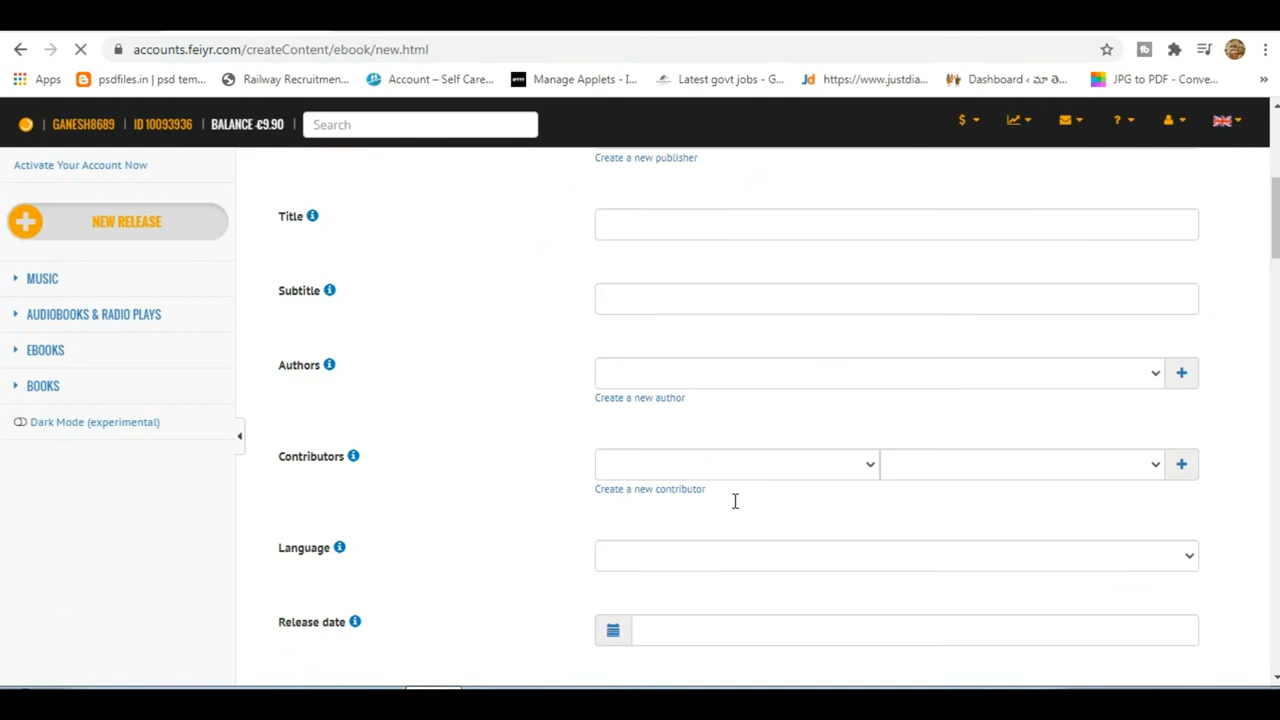 accounts.feiyr.com/createContent/ebook/new.html
Apps psdfiles.in | psd tem... Railway Recruitmen... Account – Self Care... Manage Applets - I... Latest govt jobs - G... Jd https://www.justdia... Dashboard ‹ మా తె... JPG to PDF - Conve... »
GANESH8689 ID 10093936 BALANCE €9.90 Search
Activate Your Account Now
NEW RELEASE
MUSIC
AUDIOBOOKS & RADIO PLAYS
EBOOKS
BOOKS
Dark Mode (experimental)
Create a new publisher
Title
Subtitle
Authors
Create a new author
Contributors
Create a new contributor
Language
Release date